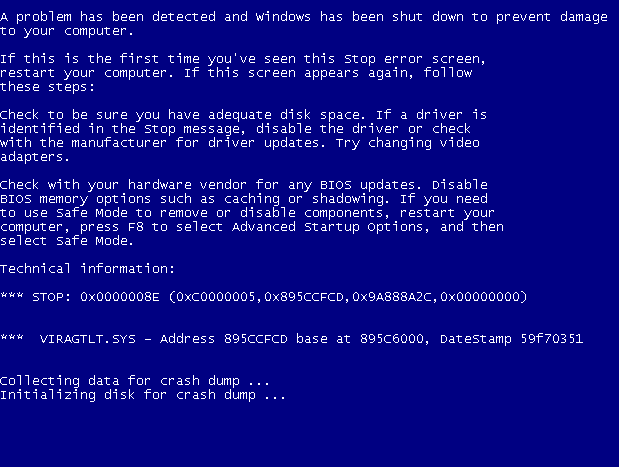 A problem has been detected and Windows has been shut down to prevent damage
to your computer.
If this is the first time you've seen this Stop error screen,
restart your computer. If this screen appears again, follow
these steps:
Check to be sure you have adequate disk space. If a driver is
identified in the Stop message, disable the driver or check
with the manufacturer for driver updates. Try changing video
adapters.
Check with your hardware vendor for any BIOS updates. Disable
BIOS memory options such as caching or shadowing. If you need
to use Safe Mode to remove or disable components, restart your
computer, press F8 to select Advanced Startup Options, and then
select Safe Mode.
Technical information:
*** STOP: 0x0000008E (0xC0000005,0x895CCFCD,0x9A888A2C,0x00000000)
***  VIRAGTLT.SYS - Address 895CCFCD base at 895C6000, DateStamp 59f70351
Collecting data for crash dump ...
Initializing disk for crash dump ...